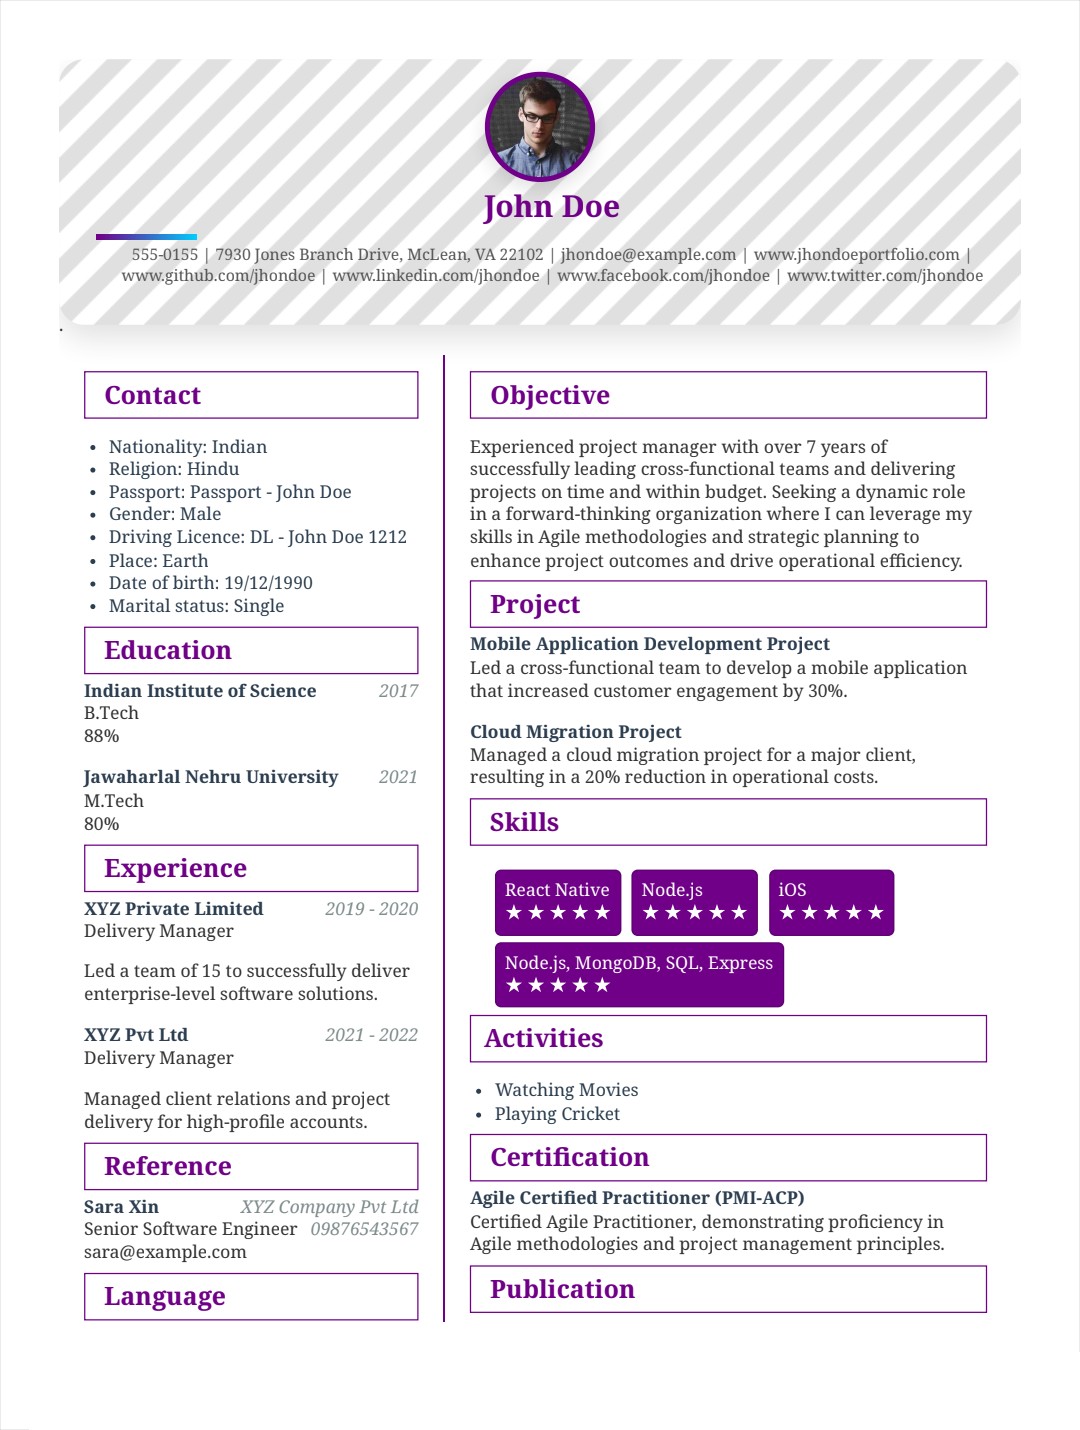 John Doe
555-0155 | 7930 Jones Branch Drive, McLean, VA 22102 | jhondoe@example.com | www.jhondoeportfolio.com |
www.github.com/jhondoe | www.linkedin.com/jhondoe | www.facebook.com/jhondoe | www.twitter.com/jhondoe
.
Contact
• Nationality: Indian
• Religion: Hindu
• Passport: Passport - John Doe
• Gender: Male
• Driving Licence: DL - John Doe 1212
• Place: Earth
• Date of birth: 19/12/1990
• Marital status: Single
Education
Indian Institute of Science 2017
B.Tech
88%
Jawaharlal Nehru University 2021
M.Tech
80%
Experience
XYZ Private Limited 2019 - 2020
Delivery Manager
Led a team of 15 to successfully deliver
enterprise-level software solutions.
XYZ Pvt Ltd 2021 - 2022
Delivery Manager
Managed client relations and project
delivery for high-profile accounts.
Reference
Sara Xin XYZ Company Pvt Ltd
Senior Software Engineer 09876543567
sara@example.com
Language
Objective
Experienced project manager with over 7 years of
successfully leading cross-functional teams and delivering
projects on time and within budget. Seeking a dynamic role
in a forward-thinking organization where I can leverage my
skills in Agile methodologies and strategic planning to
enhance project outcomes and drive operational efficiency.
Project
Mobile Application Development Project
Led a cross-functional team to develop a mobile application
that increased customer engagement by 30%.
Cloud Migration Project
Managed a cloud migration project for a major client,
resulting in a 20% reduction in operational costs.
Skills
React Native Node.js iOS
★ ★ ★ ★ ★ ★ ★ ★ ★ ★ ★ ★ ★ ★ ★
Node.js, MongoDB, SQL, Express
★ ★ ★ ★ ★
Activities
• Watching Movies
• Playing Cricket
Certification
Agile Certified Practitioner (PMI-ACP)
Certified Agile Practitioner, demonstrating proficiency in
Agile methodologies and project management principles.
Publication